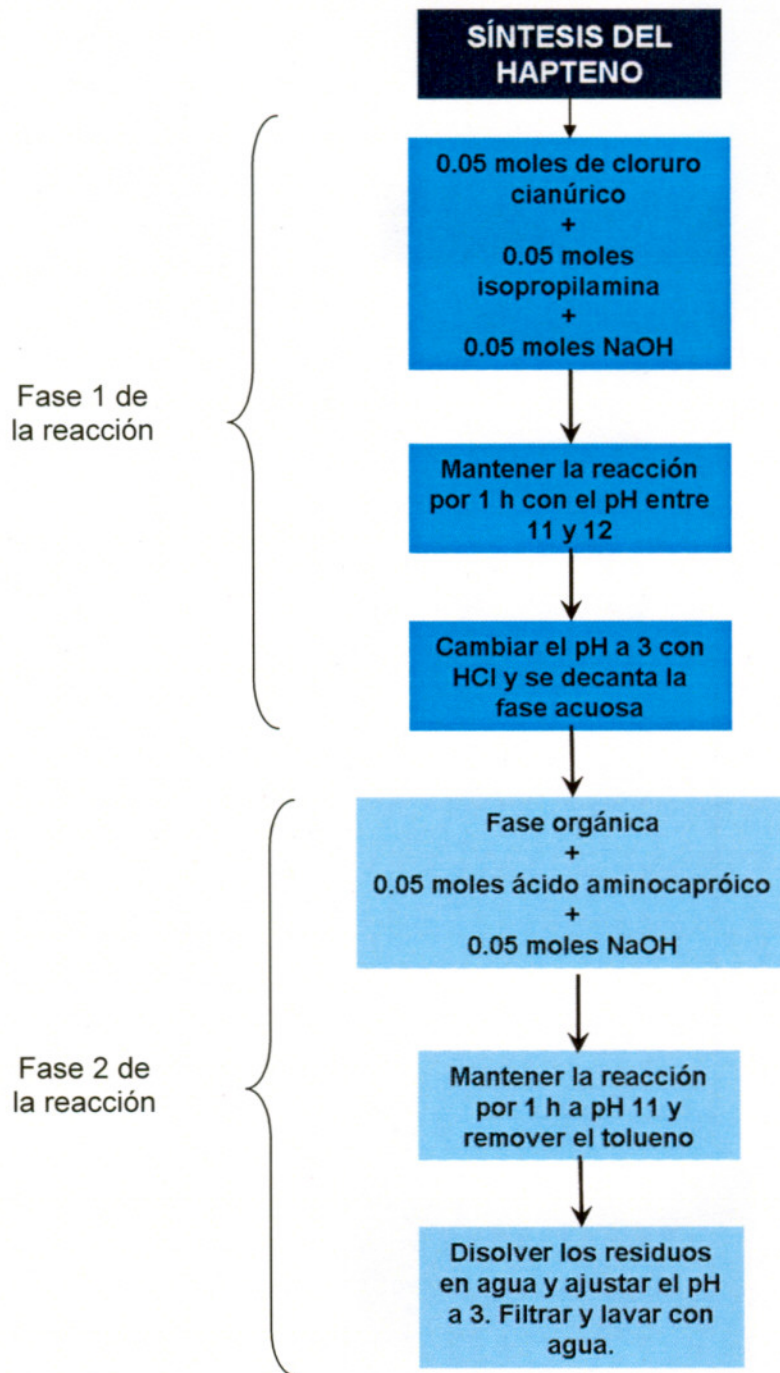 SÍNTESIS DEL
HAPTENO
0.05 moles de cloruro
cianúrico
+
0.05 moles
isopropilamina
+
0.05 moles NaOH
Fase 1 de
la reacción
Mantener la reacción
por 1 h con el pH entre
11 y 12
Cambiar el pH a 3 con
HCl y se decanta la
fase acuosa
Fase orgánica
+
0.05 moles ácido aminocapróico
+
0.05 moles NaOH
Fase 2 de
la reacción
Mantener la reacción
por 1 h a pH 11 y
remover el tolueno
Disolver los residuos
en agua y ajustar el pH
a 3. Filtrar y lavar con
agua.